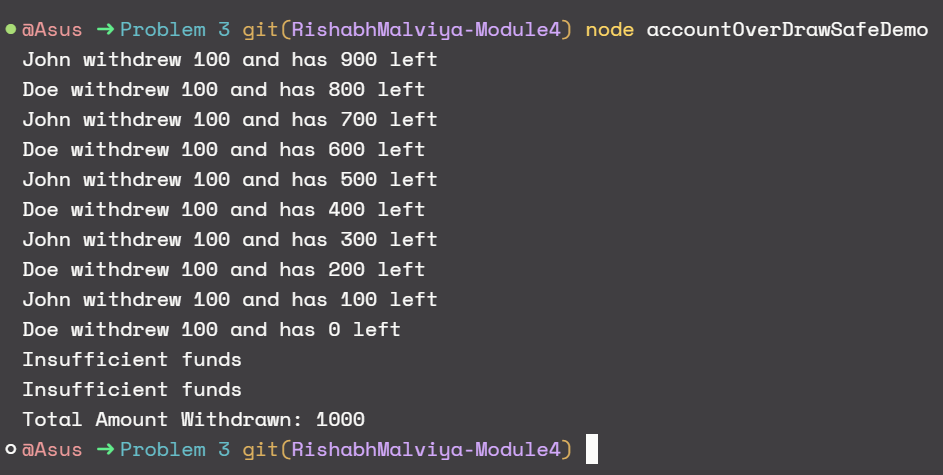 @Asus ➜ Problem 3 git(RishabhMalviya-Module4) node accountOverDrawSafeDemo
John withdrew 100 and has 900 left
Doe withdrew 100 and has 800 left
John withdrew 100 and has 700 left
Doe withdrew 100 and has 600 left
John withdrew 100 and has 500 left
Doe withdrew 100 and has 400 left
John withdrew 100 and has 300 left
Doe withdrew 100 and has 200 left
John withdrew 100 and has 100 left
Doe withdrew 100 and has 0 left
Insufficient funds
Insufficient funds
Total Amount Withdrawn: 1000
@Asus ➜ Problem 3 git(RishabhMalviya-Module4)